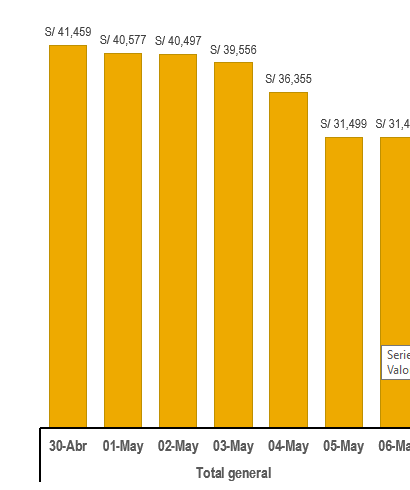 S/ 41,459
S/ 40,577
S/ 40,497
S/ 39,556
S/ 36,355
S/ 31,499
30-Abr
01-May
02-May
03-May
04-May
05-May
Total general